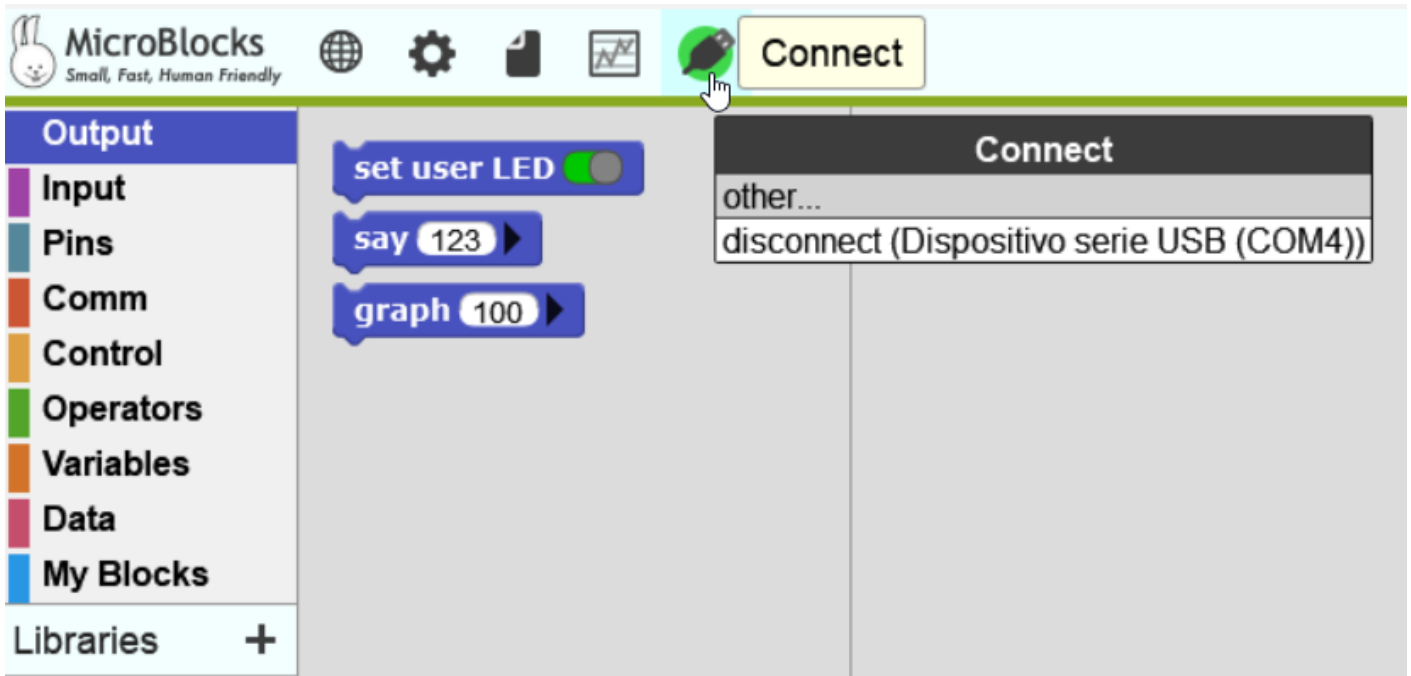 MicroBlocks
Small, Fast, Human Friendly
Connect
Output
Input
Pins
Comm
Control
Operators
Variables
Data
My Blocks
Libraries +
set user LED
say 123
graph 100
Connect
other...
disconnect (Dispositivo serie USB (COM4))